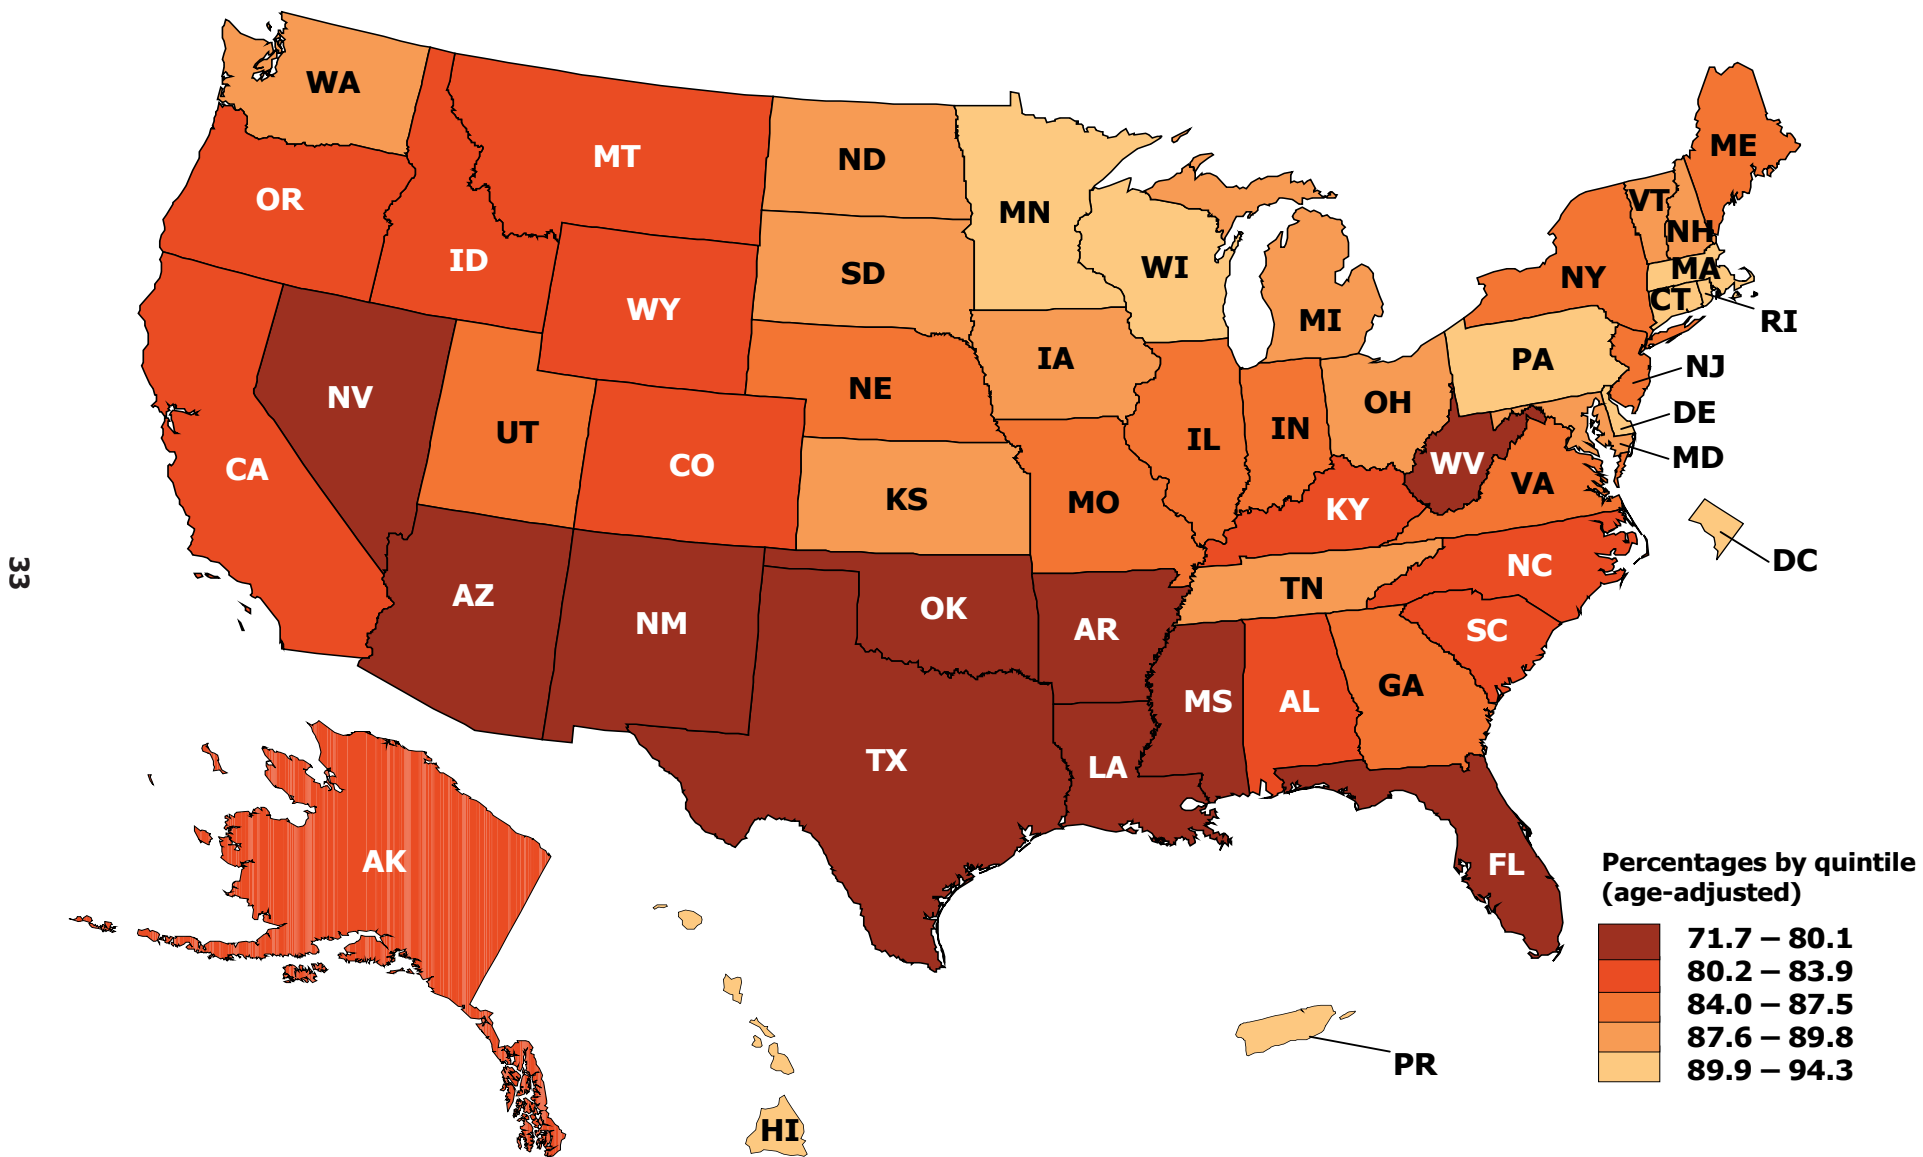 WA
MT
ND
MN
OR
ID
WY
SD
WI
MI
ME
VT
NH
NY
MA
CT
RI
NV
UT
CO
NE
IA
IL
IN
OH
PA
NJ
DE
MD
CA
KS
MO
KY
WV
VA
DC
33
AZ
NM
OK
AR
TN
NC
SC
TX
LA
MS
AL
GA
FL
AK
HI
PR
Percentages by quintile
(age-adjusted)
71.7 – 80.1
80.2 – 83.9
84.0 – 87.5
87.6 – 89.8
89.9 – 94.3